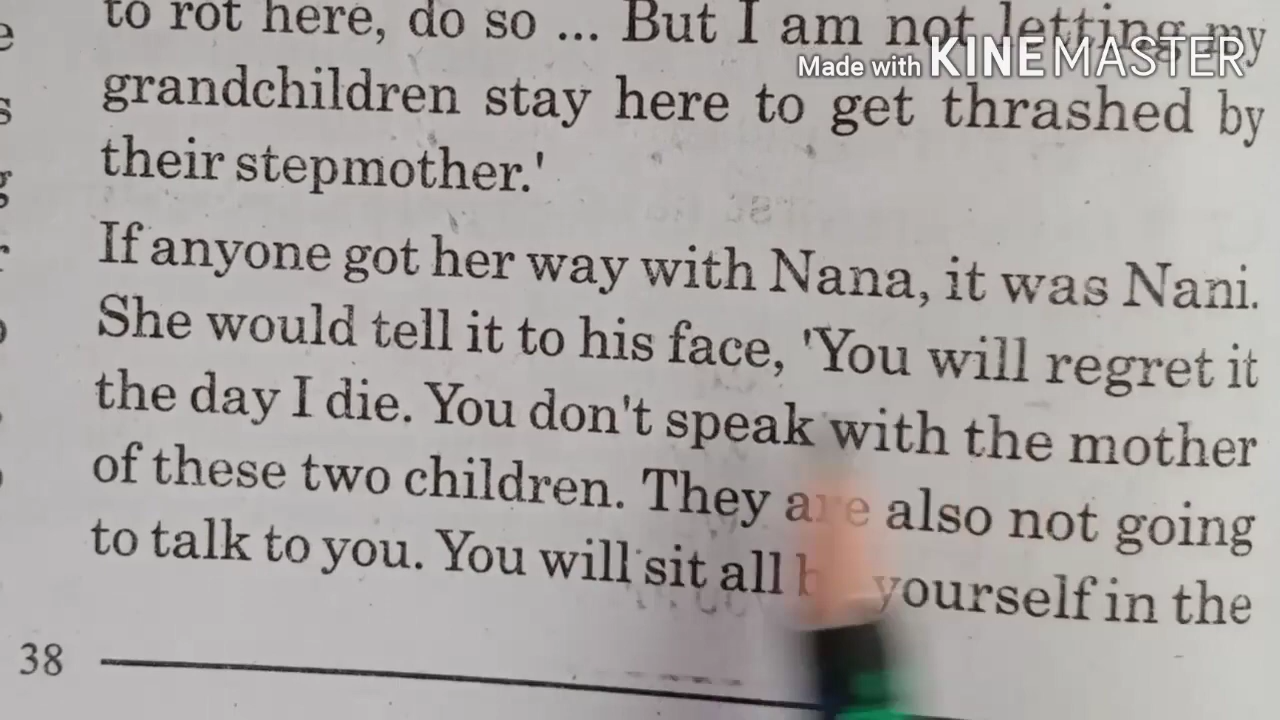 to rot here, do so ... But I am not letting my
Made with KINEMASTER
grandchildren stay here to get thrashed by
their stepmother.'
If anyone got her way with Nana, it was Nani.
She would tell it to his face, 'You will regret it
the day I die. You don't speak with the mother
of these two children. They are also not going
to talk to you. You will sit all yourself in the
38